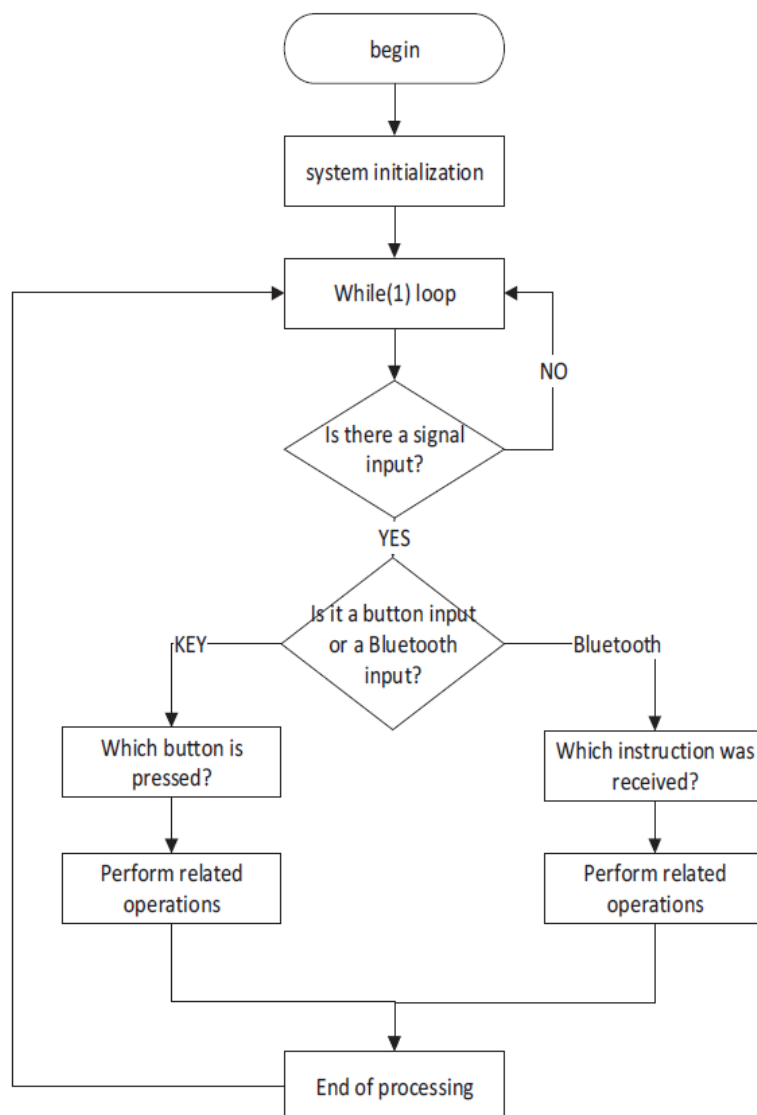 begin
system initialization
While(1) loop
NO
Is there a signal
input?
YES
Is it a button input
or a Bluetooth
input?
KEY
Bluetooth
Which button is
pressed?
Which instruction was
received?
Perform related
operations
Perform related
operations
End of processing